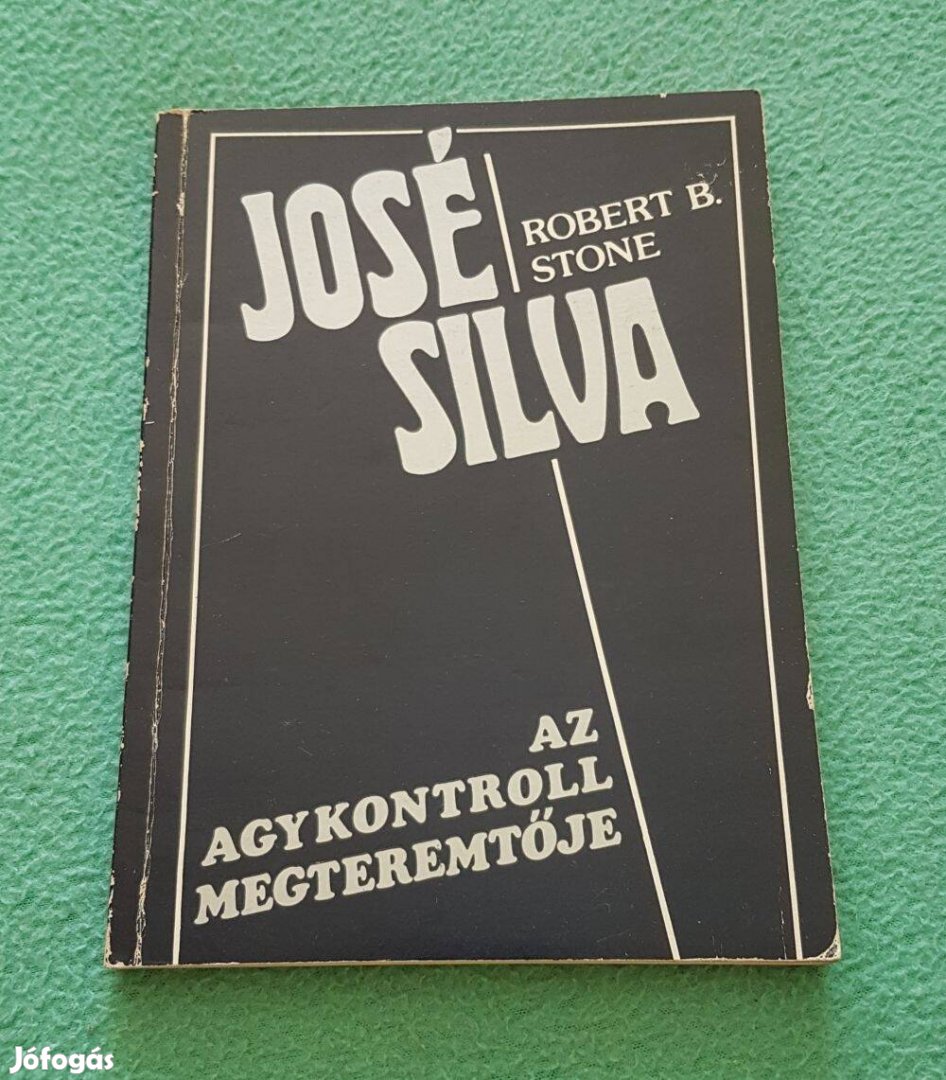 JOSÉ
ROBERT B.
STONE
SILVA
AZ
AGYKONTROLL
MEGTEREMTŐJE
Jófogás